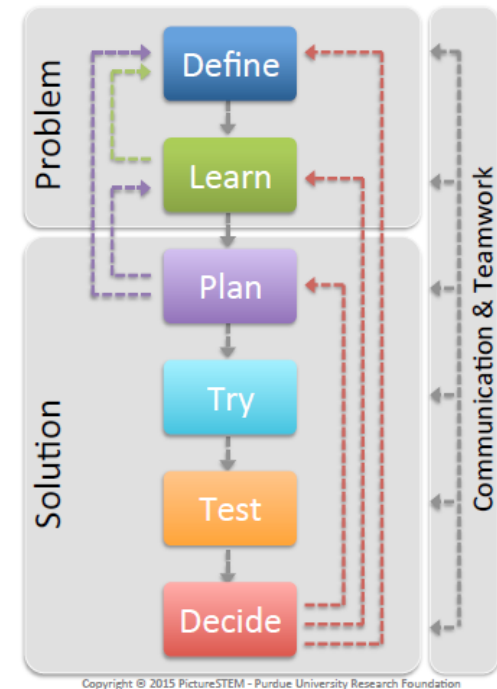 Problem
Define
Learn
Solution
Plan
Try
Test
Decide
Communication & Teamwork
Copyright © 2015 PictureSTEM - Purdue University Research Foundation